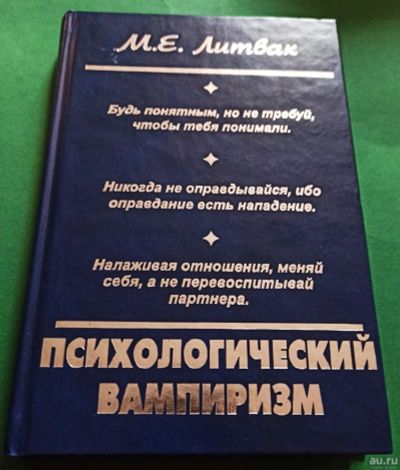 М.Е. Литвак
Будь понятным, но не требуй,
чтобы тебя понимали.
Никогда не оправдывайся, ибо
оправдание есть нападение.
Налаживая отношения, меняй
себя, а не перевоспитывай
партнера.
ПСИХОЛОГИЧЕСКИЙ
ВАМПИРИЗМ
au.ru